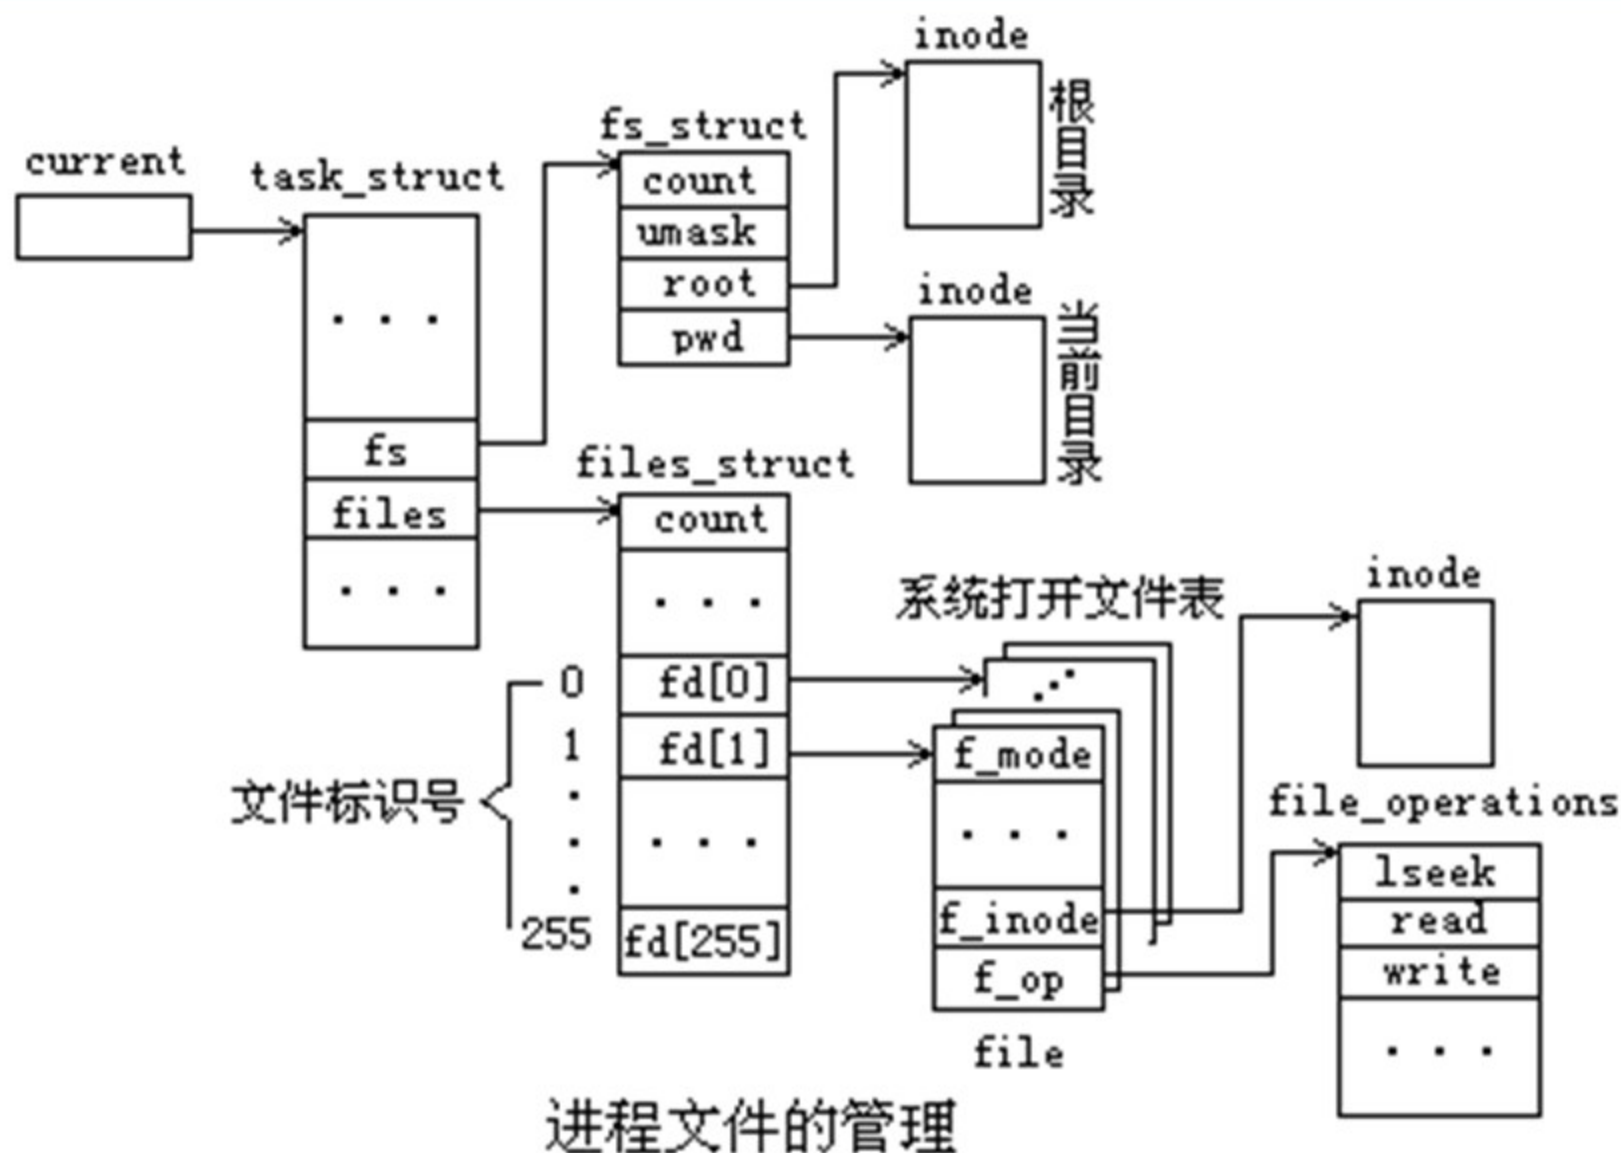 current
task_struct
. . .
fs
files
. . .
fs_struct
count
umask
root
pwd
inode
根目录
inode
当前目录
files_struct
count
. . .
fd[0]
fd[1]
. . .
fd[255]
文件标识号
0
1
.
.
.
255
系统打开文件表
f_mode
. . .
f_inode
f_op
file
inode
file_operations
lseek
read
write
. . .
进程文件的管理